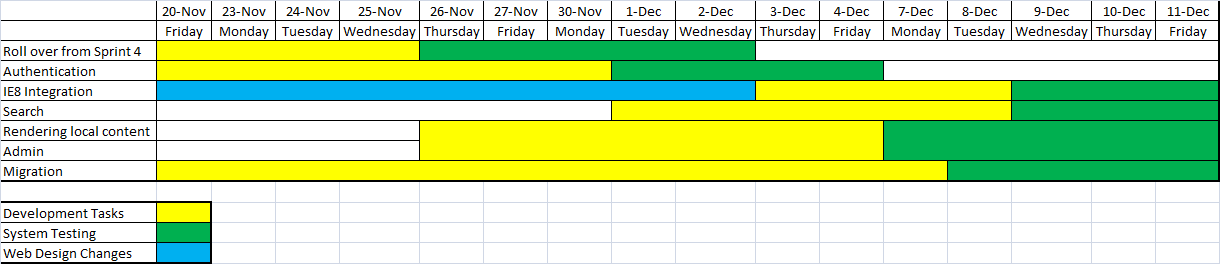 20-Nov 23-Nov 24-Nov 25-Nov 26-Nov 27-Nov 30-Nov 1-Dec 2-Dec 3-Dec 4-Dec 7-Dec 8-Dec 9-Dec 10-Dec 11-Dec
Friday Monday Tuesday Wednesday Thursday Friday Monday Tuesday Wednesday Thursday Friday Monday Tuesday Wednesday Thursday Friday
Roll over from Sprint 4
Authentication
IE8 Integration
Search
Rendering local content
Admin
Migration
Development Tasks
System Testing
Web Design Changes